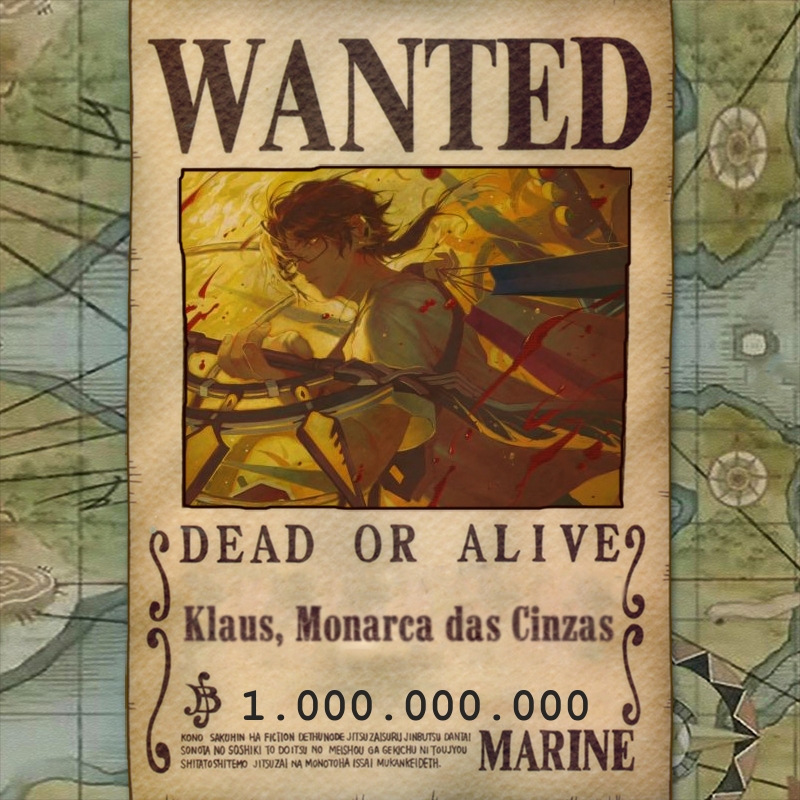 WANTED
DEAD OR ALIVE
Klaus, Monarca das Cinzas
1.000.000.000
KONO SAKUHIN HA FICTION DETHUNODE JITSUZAISURU JINBUTSU DANTAI
SONOTA NO SOSHIKI TO DOITSU NO MEISHOU GA GEKICHU NI TOUJYOU
SHITATOSHITEMO JITSUZAI NA MONOTOHA ISSAI MUKANKEIDETH.
MARINE